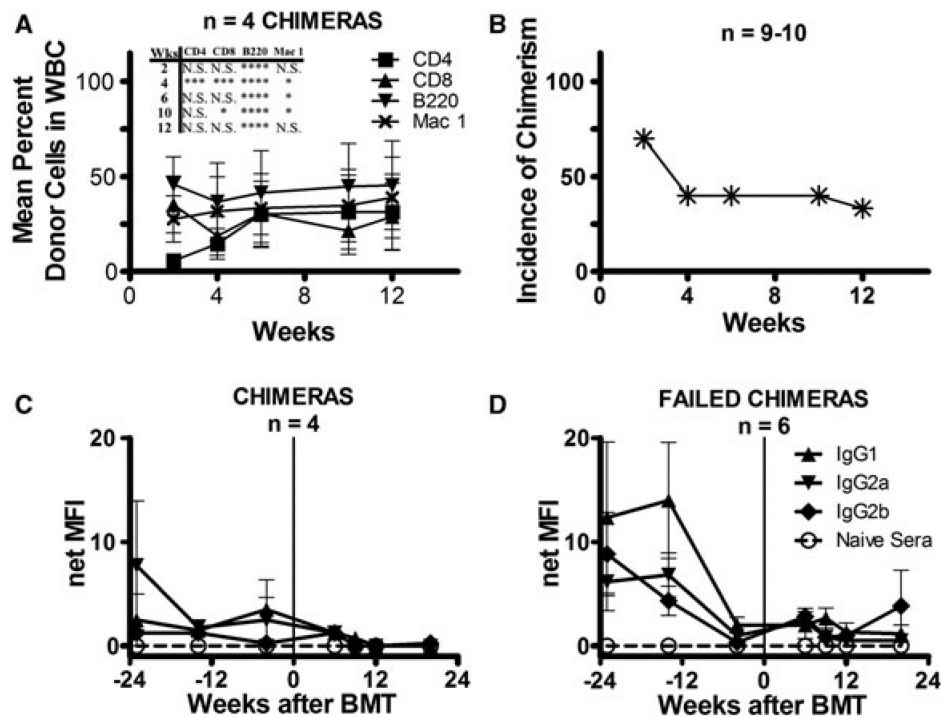 A
n = 4 CHIMERAS
Wks CD4 CD8 B220 Mac 1
2 N.S. N.S. **** N.S.
4 *** *** **** *
6 N.S. N.S. **** *
10 N.S. * **** *
12 N.S. N.S. **** N.S.
CD4
CD8
B220
Mac 1
Mean Percent
Donor Cells in WBC
100
50
0
0 4 8 12
Weeks
B
n = 9-10
Incidence of Chimerism
100
50
0
0 4 8 12
Weeks
C
CHIMERAS
n = 4
net MFI
20
10
0
-24 -12 0 12 24
Weeks after BMT
D
FAILED CHIMERAS
n = 6
IgG1
IgG2a
IgG2b
Naive Sera
net MFI
20
10
0
-24 -12 0 12 24
Weeks after BMT